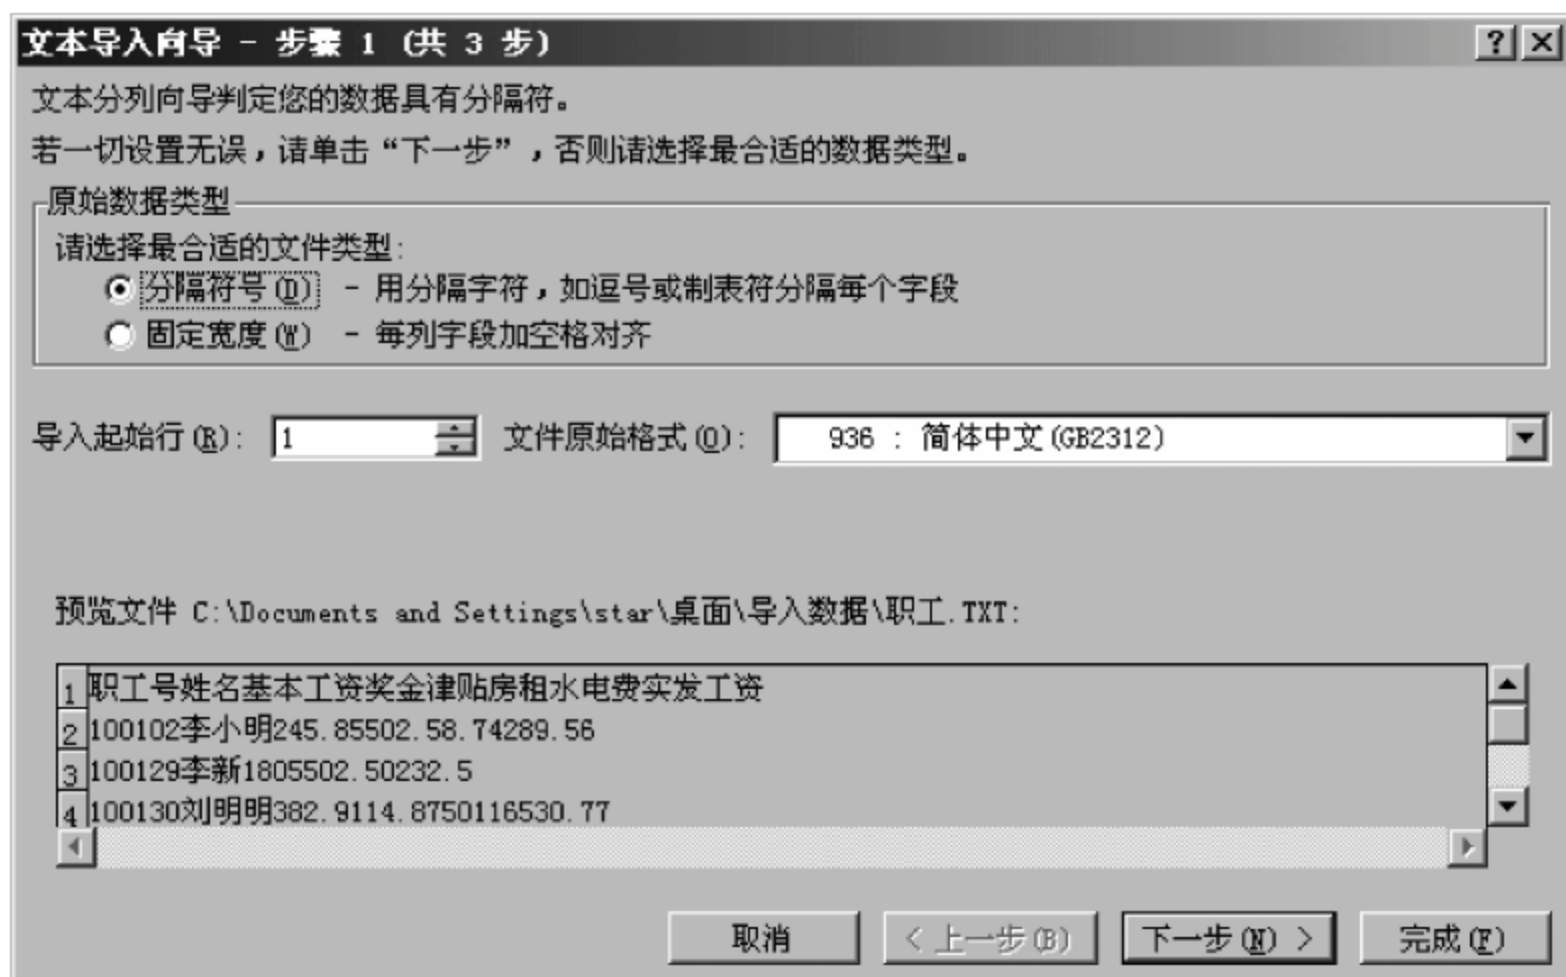 文本导入向导 - 步骤 1 (共 3 步)
文本分列向导判定您的数据具有分隔符。
若一切设置无误，请单击“下一步”，否则请选择最合适的数据类型。
原始数据类型
请选择最合适的文件类型:
分隔符号(D) - 用分隔字符，如逗号或制表符分隔每个字段
固定宽度(W) - 每列字段加空格对齐
导入起始行(R): 1 文件原始格式(O): 936 : 简体中文(GB2312)
预览文件 C:\Documents and Settings\star\桌面\导入数据\职工.TXT:
1 职工号姓名基本工资奖金津贴房租水电费实发工资
2 100102李小明245.85502.58.74289.56
3 100129李新1805502.50232.5
4 100130刘明明382.9114.8750116530.77
取消 < 上一步(B) 下一步(N) > 完成(F)